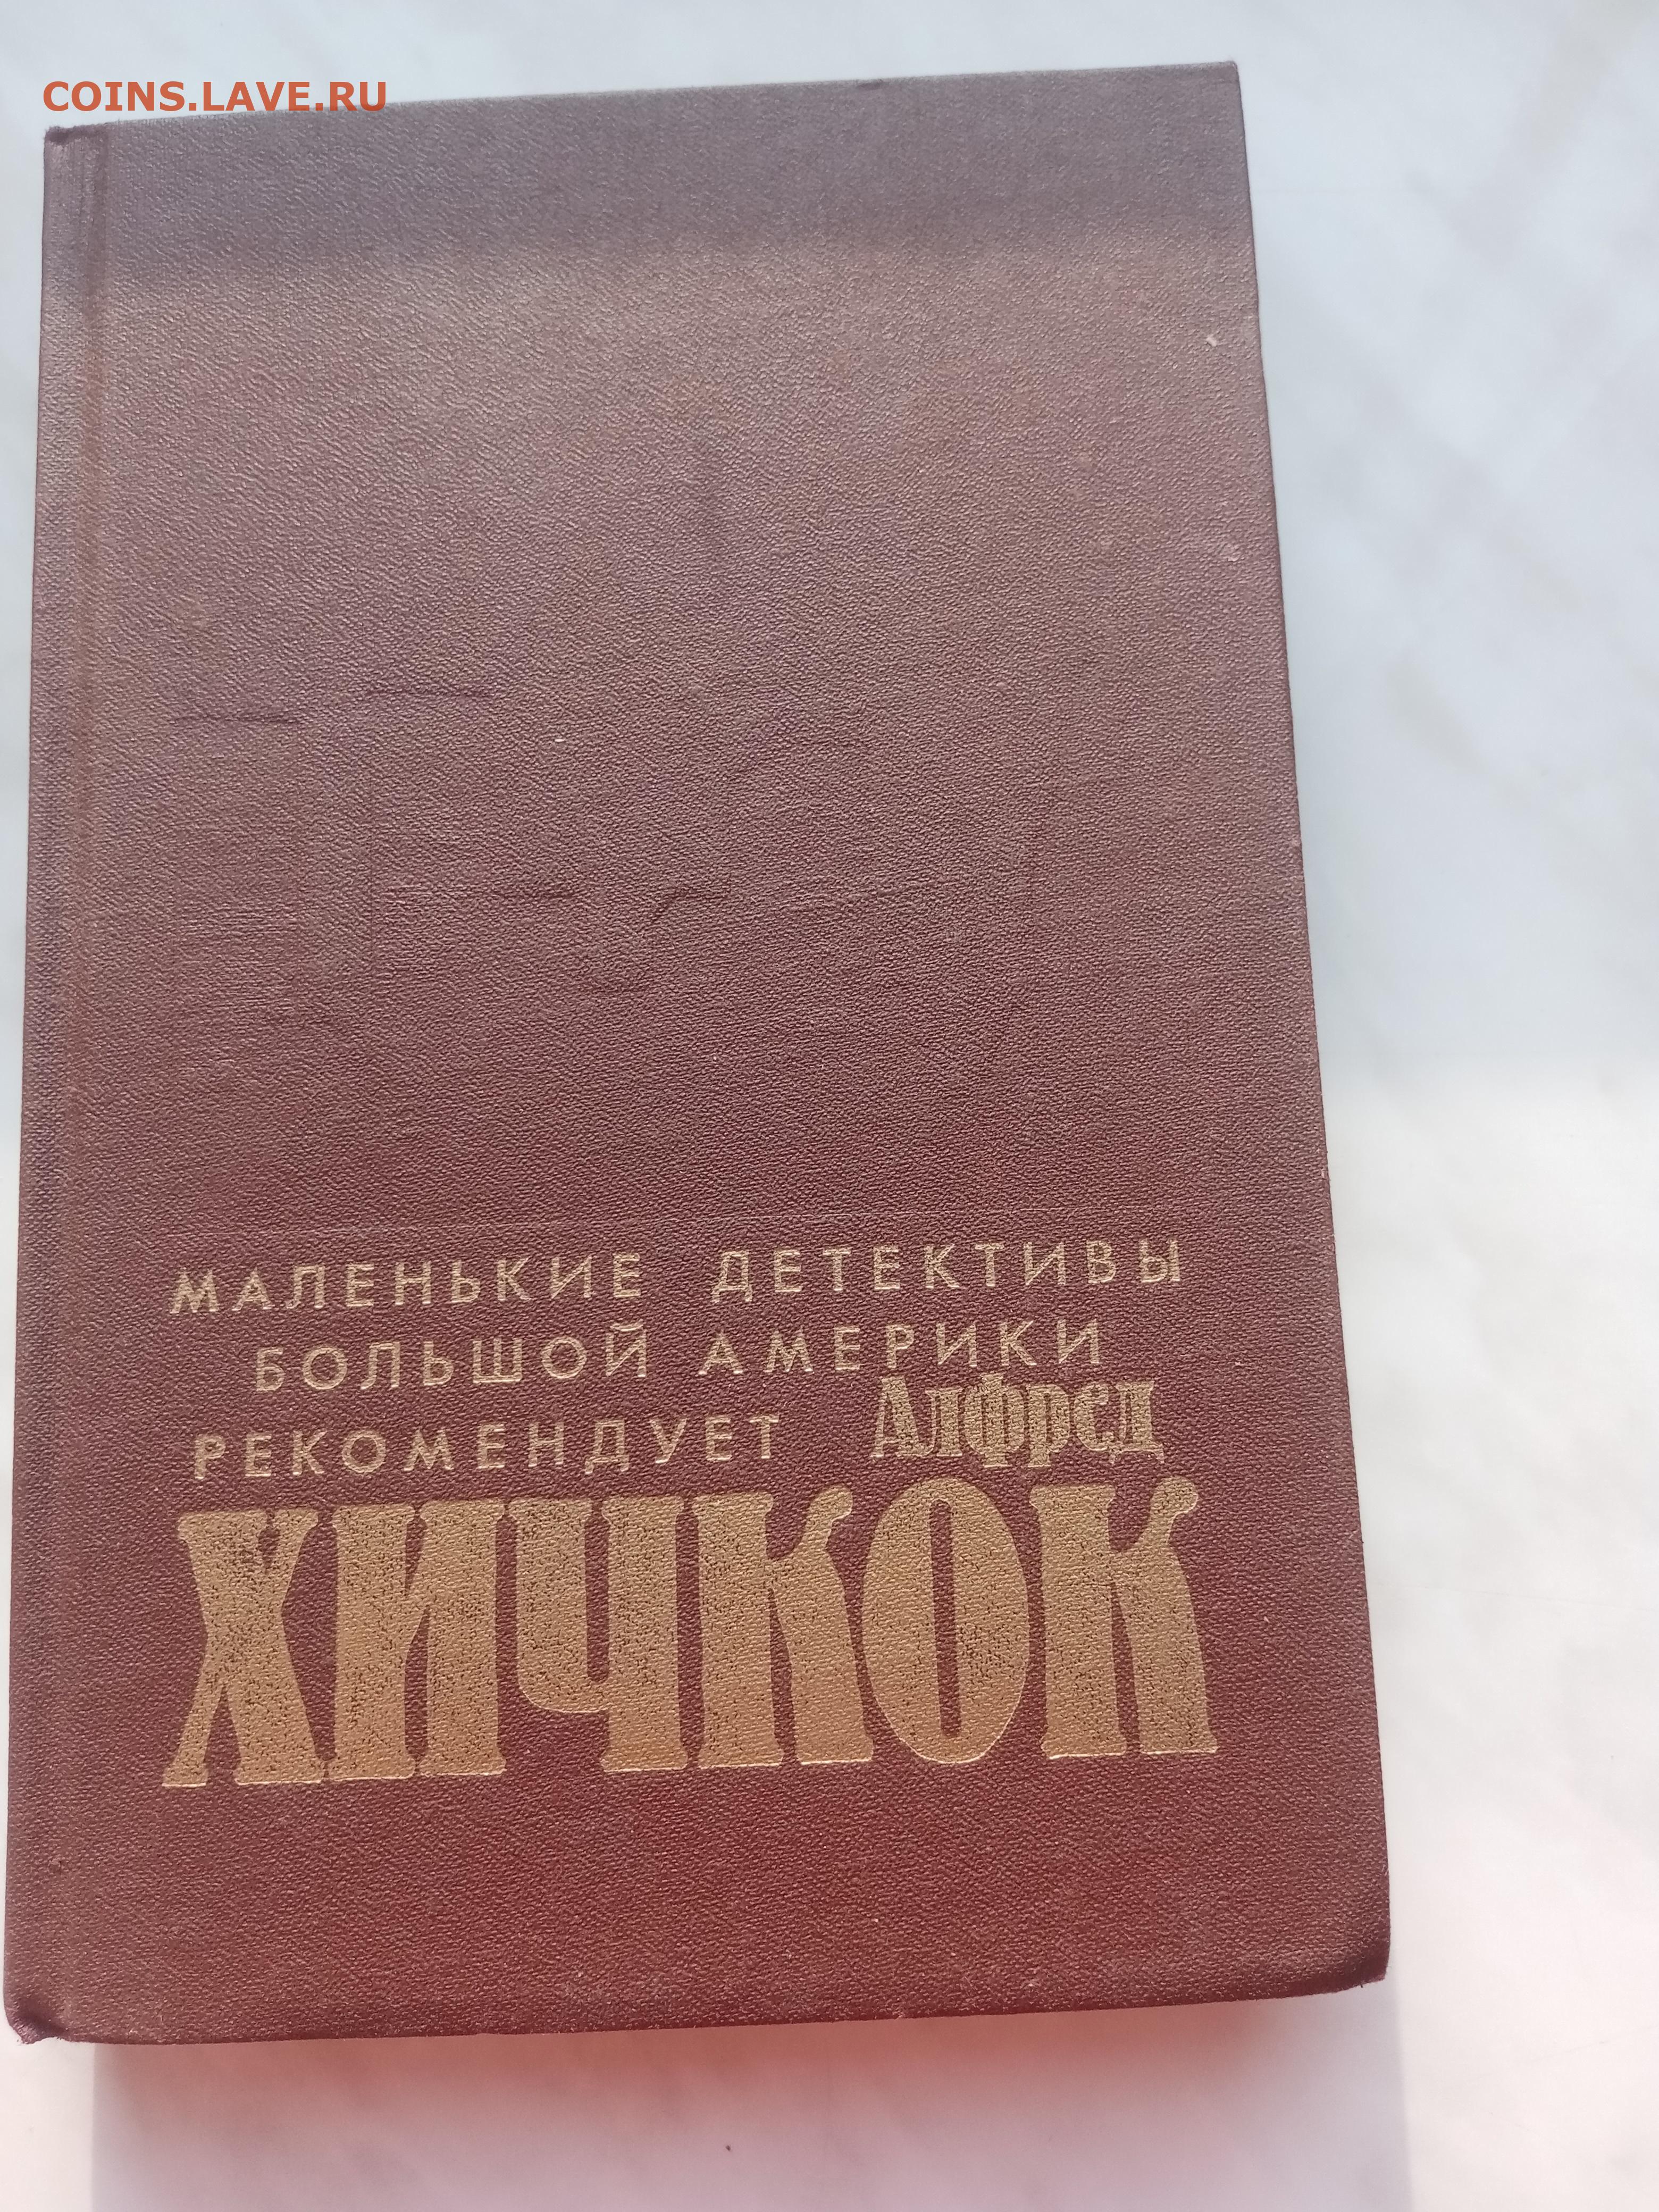 COINS.LAVE.RU
МАЛЕНЬКИЕ ДЕТЕКТИВЫ
БОЛЬШОЙ АМЕРИКИ
РЕКОМЕНДУЕТ Алфред
ХИЧКОК